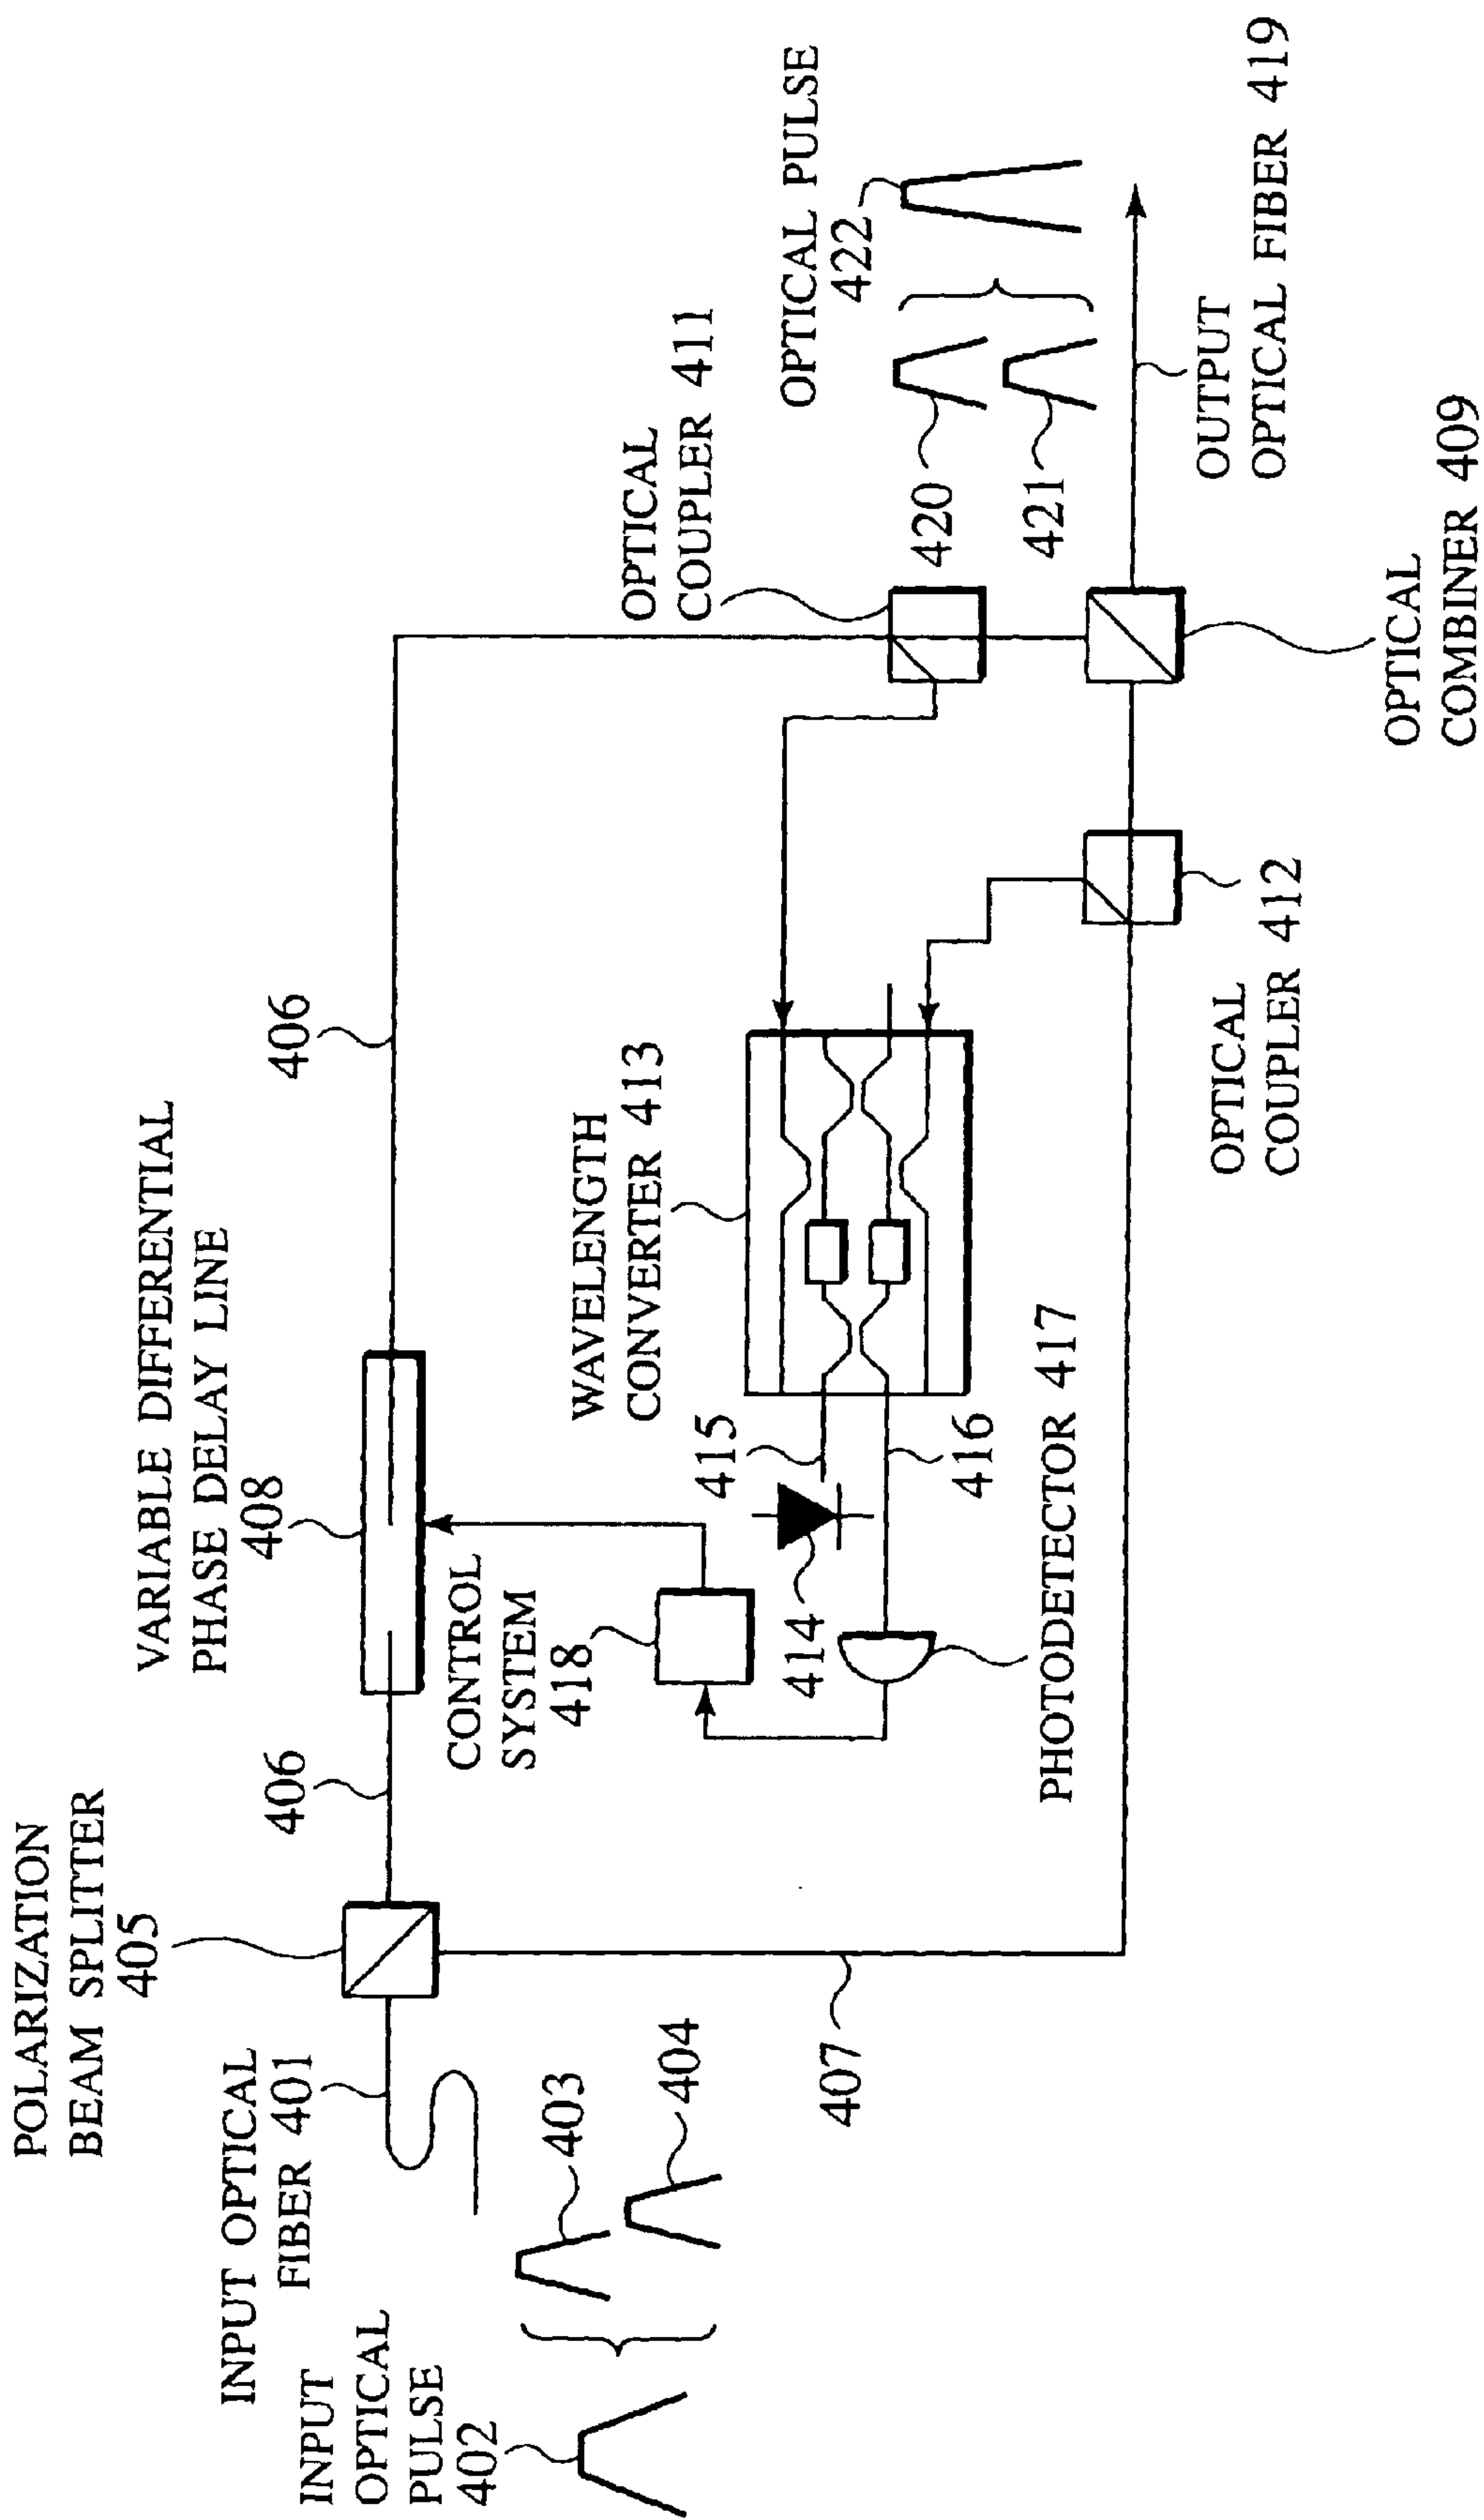 POLARIZATION
BEAM SPLITTER
405
VARIABLE DIFFERENTIAL
PHASE DELAY LINE
408
406
406
INPUT OPTICAL
FIBER 401
INPUT
OPTICAL
PULSE
402
403
404
407
CONTROL
SYSTEM
418
WAVELENGTH
CONVERTER 413
415
414
416
PHOTODETECTOR 417
OPTICAL
COUPLER 411
OPTICAL
COUPLER 412
OPTICAL PULSE
422
420
421
OUTPUT
OPTICAL FIBER 419
OPTICAL
COMBINER 409